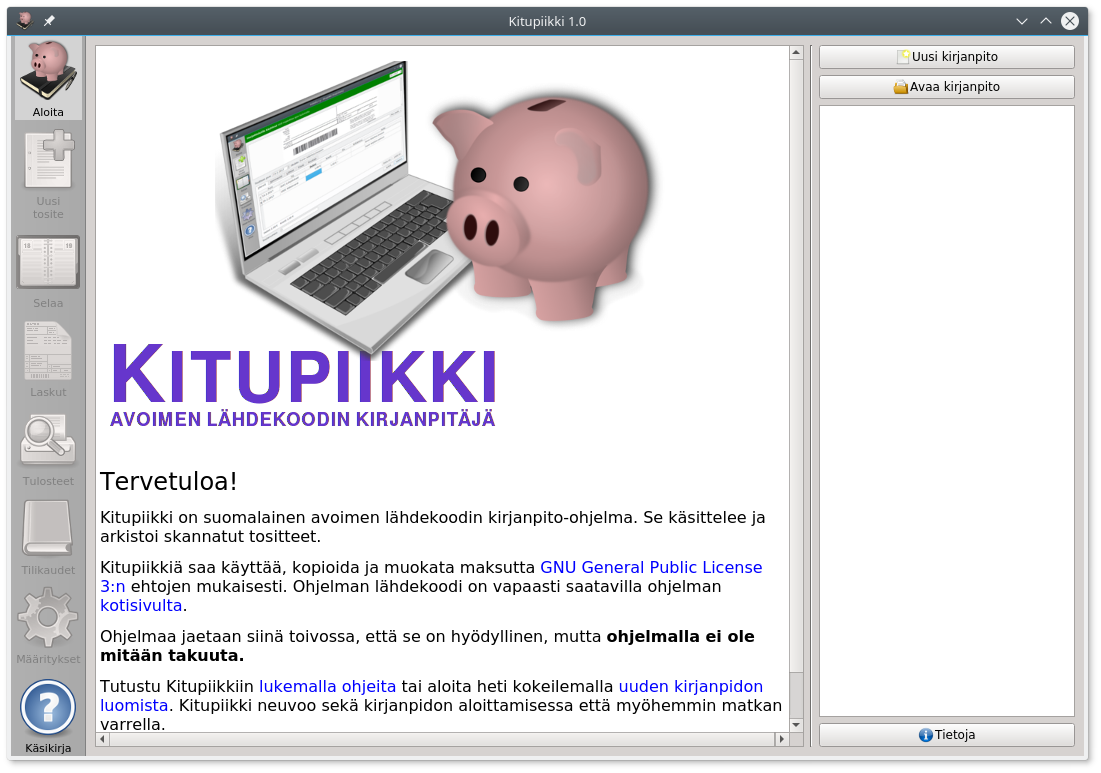 Kitupiikki 1.0
Aloita
Uusi
tosite
18
19
Selaa
Laskut
Tulosteet
Tilikaudet
Määritykset
Käsikirja
KITUPIIKKI
AVOIMEN LÄHDEKOODIN KIRJANPITÄJÄ
Tervetuloa!
Kitupiikki on suomalainen avoimen lähdekoodin kirjanpito-ohjelma. Se käsittelee ja
arkistoi skannatut tositteet.
Kitupiikkiä saa käyttää, kopioida ja muokata maksutta GNU General Public License
3:n ehtojen mukaisesti. Ohjelman lähdekoodi on vapaasti saatavilla ohjelman
kotisivulta.
Ohjelmaa jaetaan siinä toivossa, että se on hyödyllinen, mutta ohjelmalla ei ole
mitään takuuta.
Tutustu Kitupiikkiin lukemalla ohjeita tai aloita heti kokeilemalla uuden kirjanpidon
luomista. Kitupiikki neuvoo sekä kirjanpidon aloittamisessa että myöhemmin matkan
varrella.
Uusi kirjanpito
Avaa kirjanpito
Tietoja